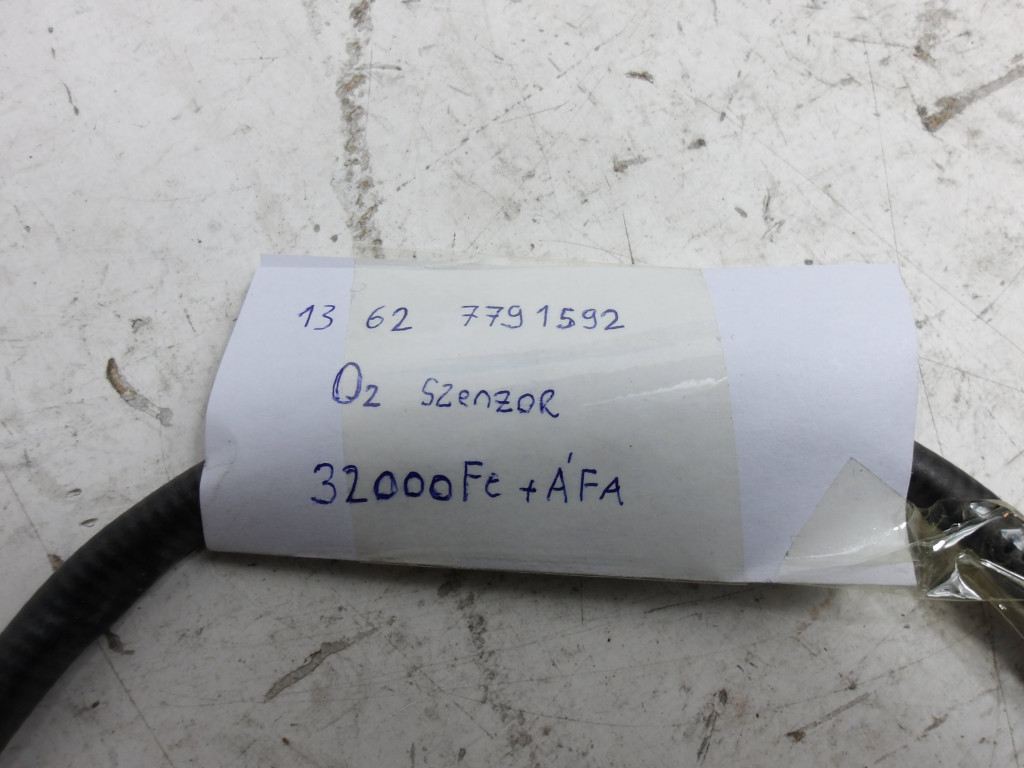 13 62 7791592
O2 SZenZOR
32000Ft + ÁFA